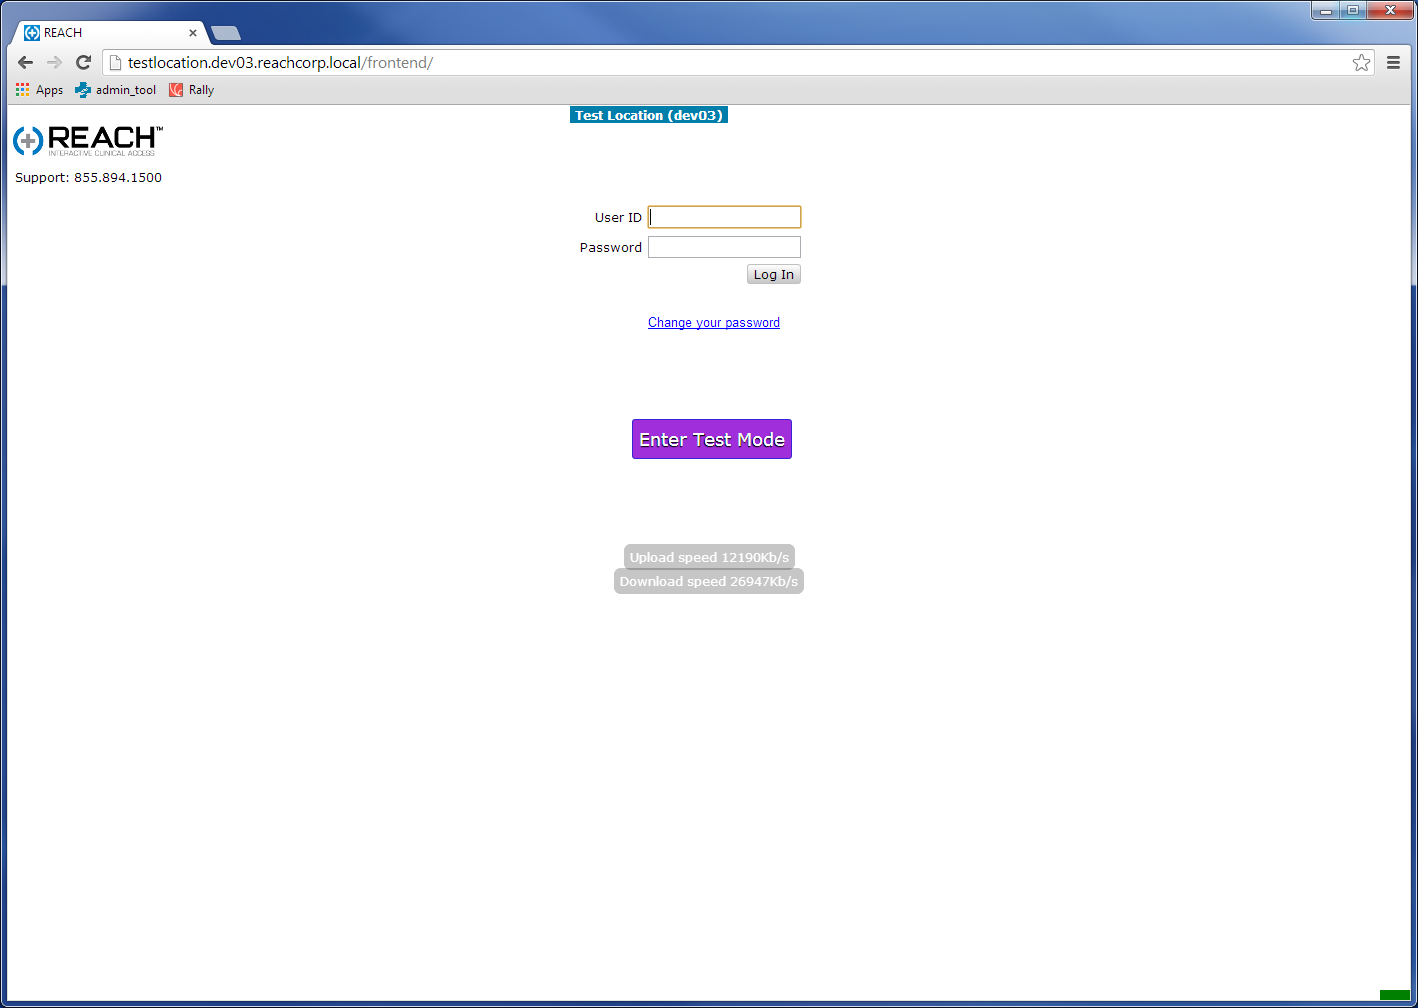 REACH
testlocation.dev03.reachcorp.local/frontend/
Apps admin_tool Rally
Test Location (dev03)
REACH™
INTERACTIVE CLINICAL ACCESS
Support: 855.894.1500
User ID
Password
Log In
Change your password
Enter Test Mode
Upload speed 12190Kb/s
Download speed 26947Kb/s